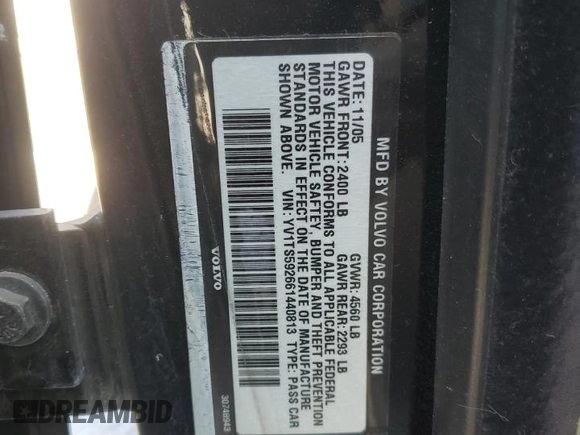 MFD BY VOLVO CAR CORPORATION
DATE: 11/05 GVWR: 4560 LB
GAWR FRONT: 2400 LB GAWR REAR: 2293 LB
THIS VEHICLE CONFORMS TO ALL APPLICABLE FEDERAL
MOTOR VEHICLE SAFTEY, BUMPER AND THEFT PREVENTION
STANDARDS IN EFFECT ON THE DATE OF MANUFACTURE
SHOWN ABOVE. VIN: YV1TS592661440813 TYPE: PASS CAR
VOLVO 30748943
DREAMBID